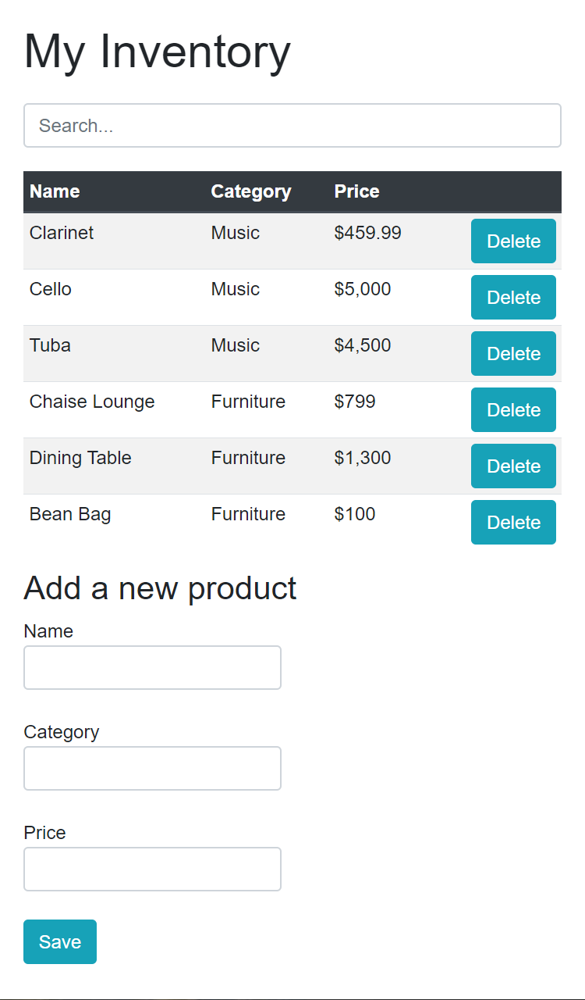 My Inventory
Search...
Name Category Price
Clarinet Music $459.99 Delete
Cello Music $5,000 Delete
Tuba Music $4,500 Delete
Chaise Lounge Furniture $799 Delete
Dining Table Furniture $1,300 Delete
Bean Bag Furniture $100 Delete
Add a new product
Name
Category
Price
Save